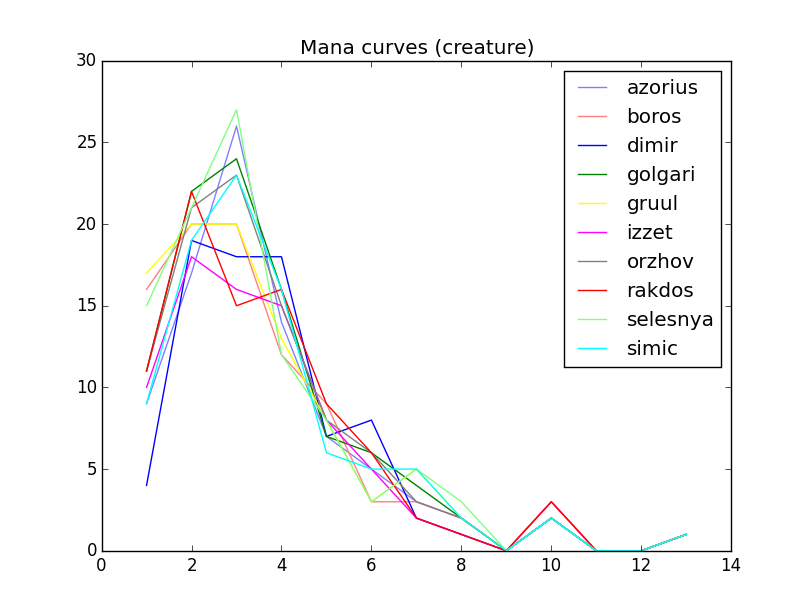 Mana curves (creature)
30
25
20
15
10
5
0
0 2 4 6 8 10 12 14
azorius
boros
dimir
golgari
gruul
izzet
orzhov
rakdos
selesnya
simic